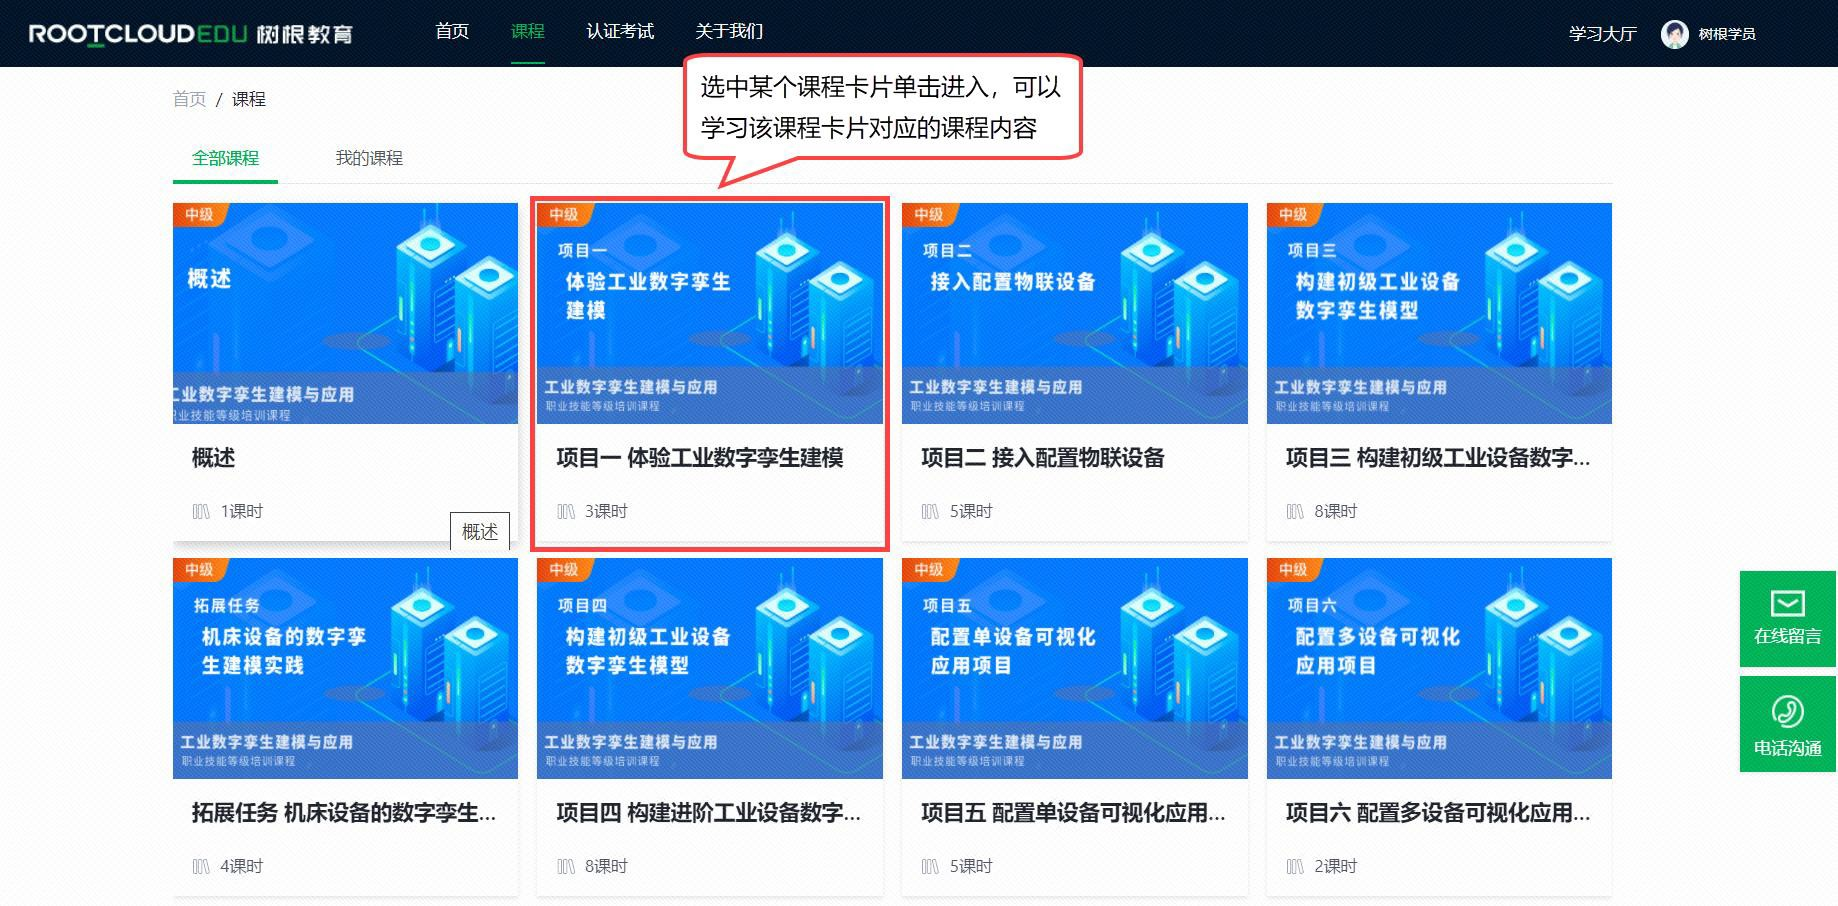 ROOTCLOUDEDU 树根教育
首页
课程
认证考试
关于我们
学习大厅
树根学员
首页 / 课程
选中某个课程卡片单击进入，可以
学习该课程卡片对应的课程内容
全部课程
我的课程
中级
概述
工业数字孪生建模与应用
职业技能等级培训课程
概述
1课时
概述
中级
项目一
体验工业数字孪生
建模
工业数字孪生建模与应用
职业技能等级培训课程
项目一 体验工业数字孪生建模
3课时
中级
项目二
接入配置物联设备
工业数字孪生建模与应用
职业技能等级培训课程
项目二 接入配置物联设备
5课时
中级
项目三
构建初级工业设备
数字孪生模型
工业数字孪生建模与应用
职业技能等级培训课程
项目三 构建初级工业设备数字...
8课时
中级
拓展任务
机床设备的数字孪
生建模实践
工业数字孪生建模与应用
职业技能等级培训课程
拓展任务 机床设备的数字孪生...
4课时
中级
项目四
构建初级工业设备
数字孪生模型
工业数字孪生建模与应用
职业技能等级培训课程
项目四 构建进阶工业设备数字...
8课时
中级
项目五
配置单设备可视化
应用项目
工业数字孪生建模与应用
职业技能等级培训课程
项目五 配置单设备可视化应用...
5课时
中级
项目六
配置多设备可视化
应用项目
工业数字孪生建模与应用
职业技能等级培训课程
项目六 配置多设备可视化应用...
2课时
在线留言
电话沟通